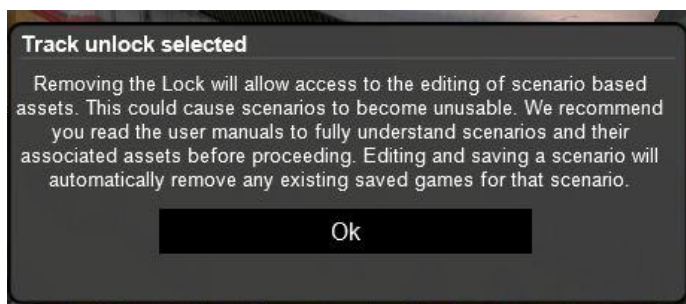 Track unlock selected
Removing the Lock will allow access to the editing of scenario based
assets. This could cause scenarios to become unusable. We recommend
you read the user manuals to fully understand scenarios and their
associated assets before proceeding. Editing and saving a scenario will
automatically remove any existing saved games for that scenario.
Ok